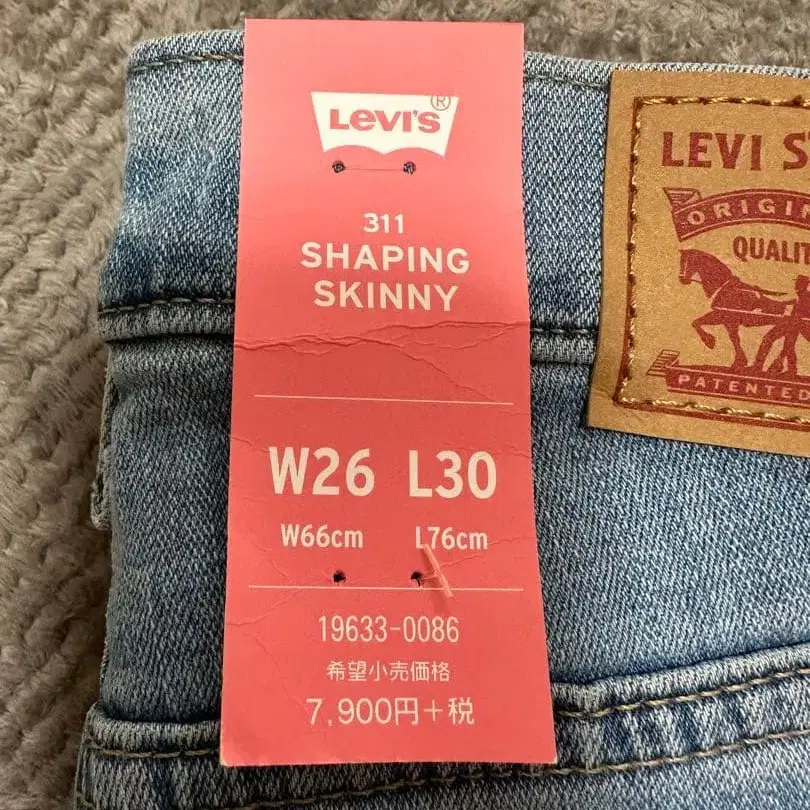 Levi's®
311
SHAPING
SKINNY
W26 L30
W66cm L76cm
19633-0086
希望小売価格
7,900円+税
LEVI S
ORIGI
QUALIT
PATENTED